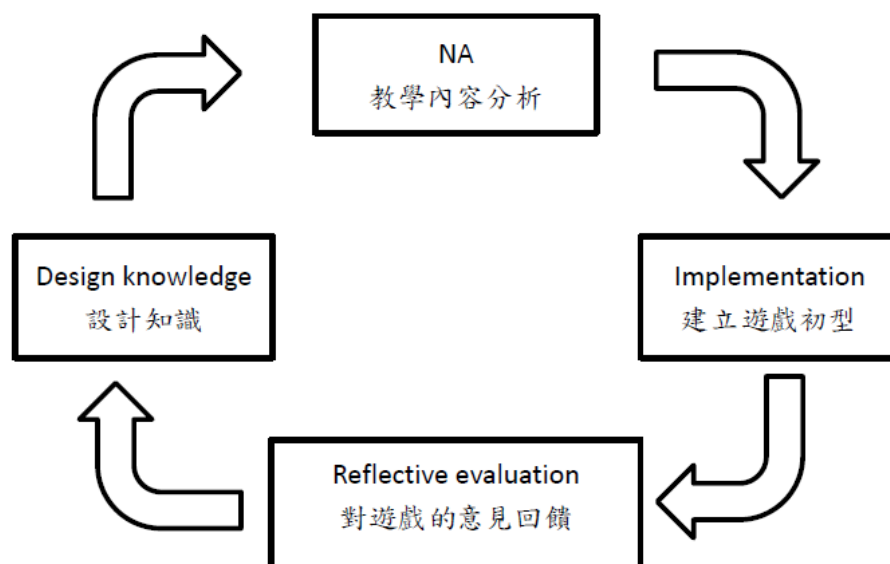 NA
教學內容分析
Design knowledge
設計知識
Implementation
建立遊戲初型
Reflective evaluation
對遊戲的意見回饋